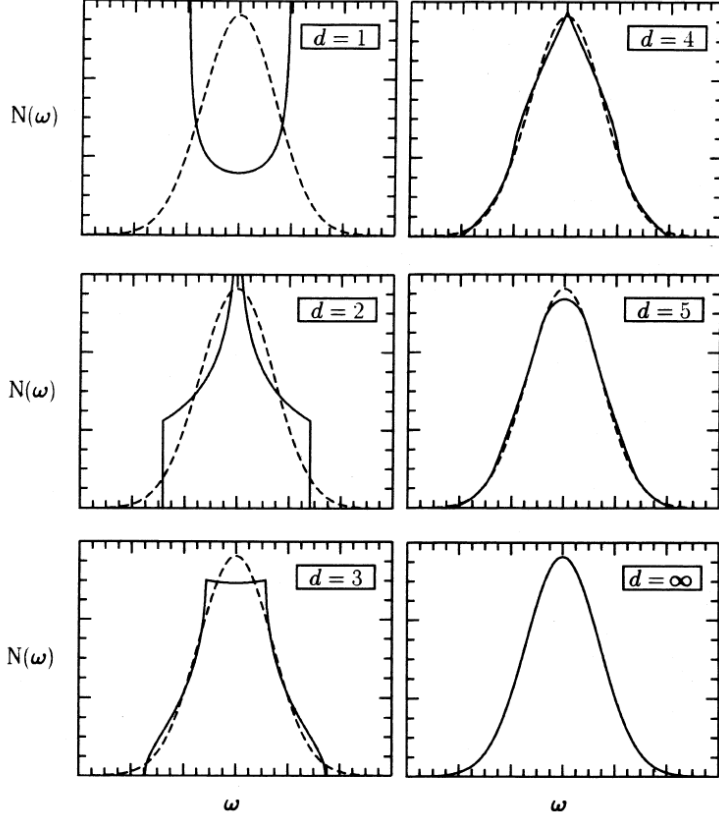 N(ω)
d = 1
d = 4
N(ω)
d = 2
d = 5
N(ω)
d = 3
d = ∞
ω
ω